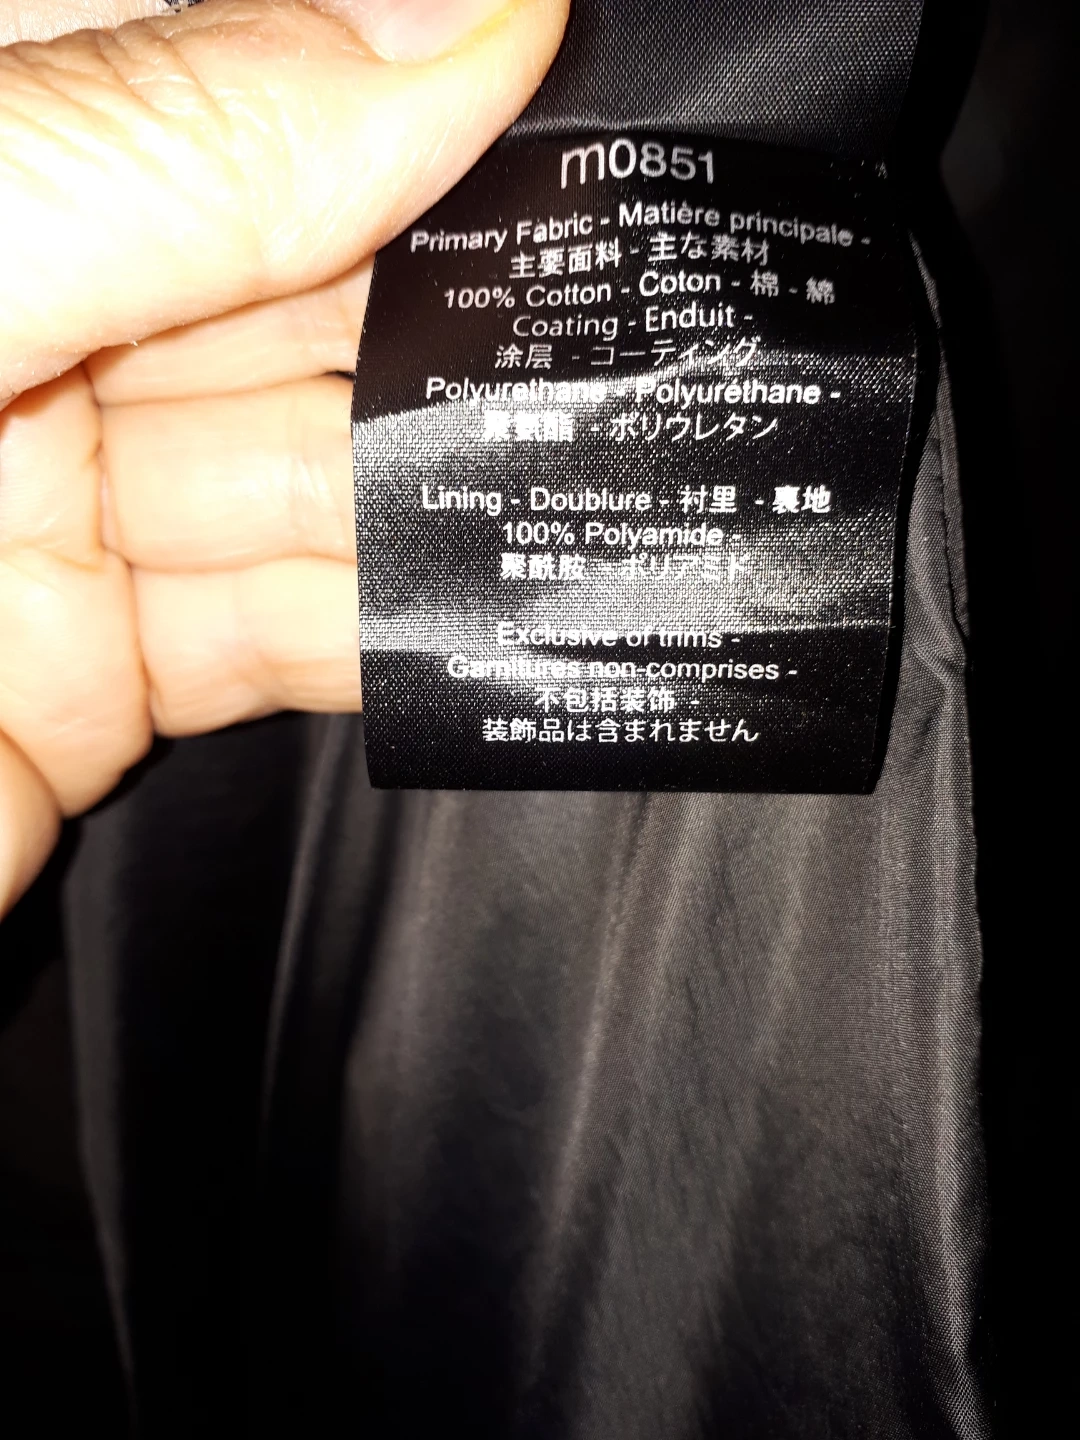 m0851
Primary Fabric - Matière principale -
主要面料 - 主な素材
100% Cotton - Coton - 棉 - 綿
Coating - Enduit -
涂层 - コーティング
Polyurethane - Polyuréthane -
聚氨酯 - ポリウレタン
Lining - Doublure - 衬里 - 裏地
100% Polyamide -
聚酰胺 - ポリアミド
Exclusive of trims -
Garnitures non-comprises -
不包括装饰 -
装飾品は含まれません